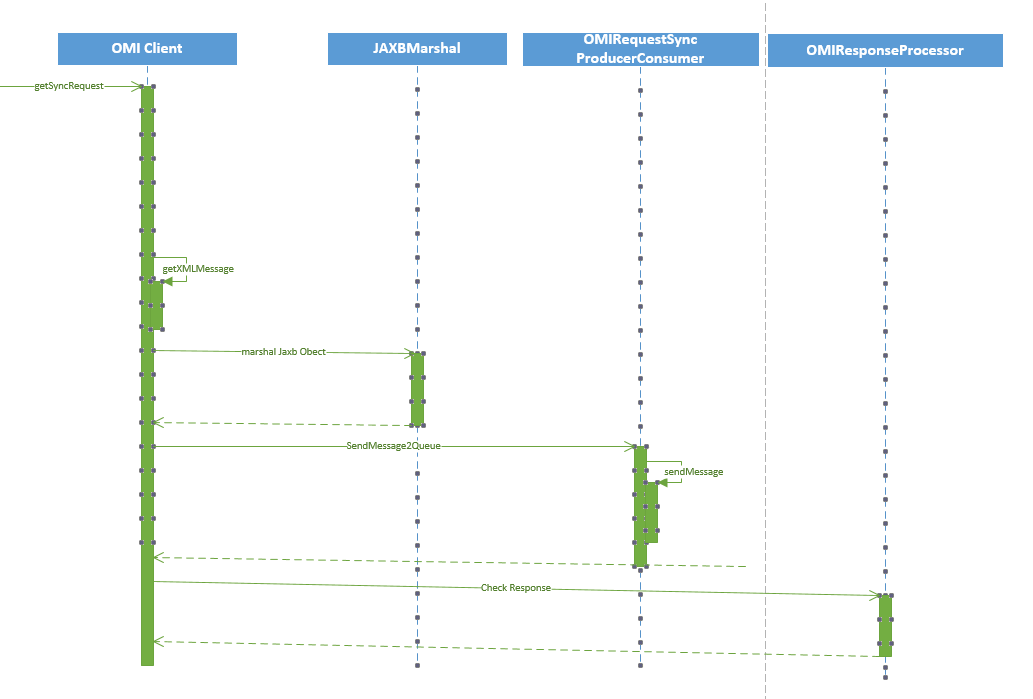 OMI Client
JAXBMarshal
OMIRequestSync
ProducerConsumer
OMIResponseProcessor
getSyncRequest
getXMLMessage
marshal Jaxb Obect
SendMessage2Queue
sendMessage
Check Response